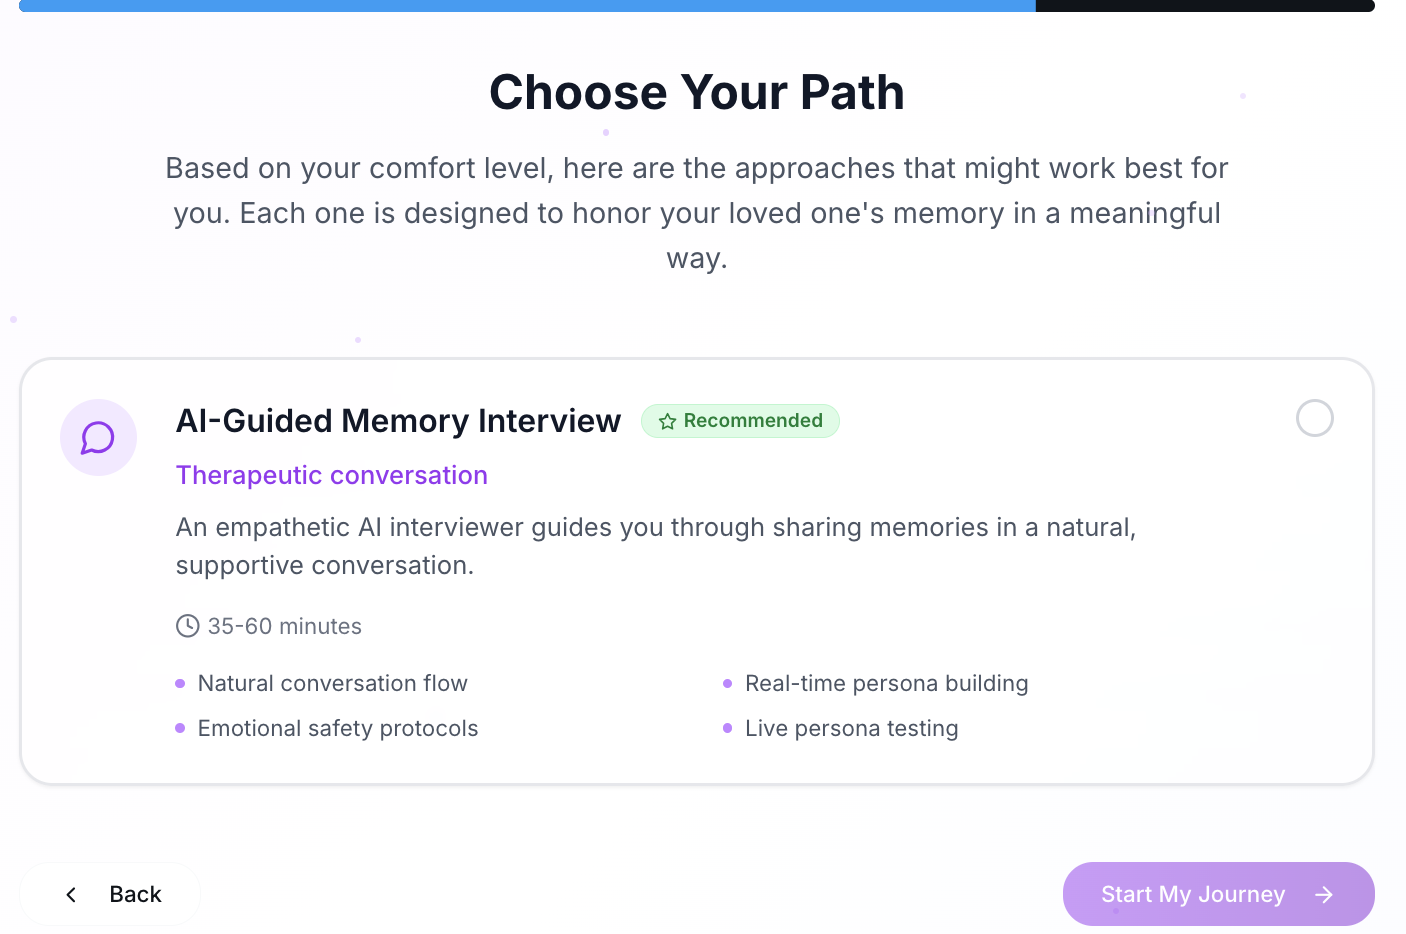 Choose Your Path
Based on your comfort level, here are the approaches that might work best for
you. Each one is designed to honor your loved one's memory in a meaningful
way.
AI-Guided Memory Interview
Recommended
Therapeutic conversation
An empathetic AI interviewer guides you through sharing memories in a natural,
supportive conversation.
35-60 minutes
Natural conversation flow
Real-time persona building
Emotional safety protocols
Live persona testing
Back
Start My Journey